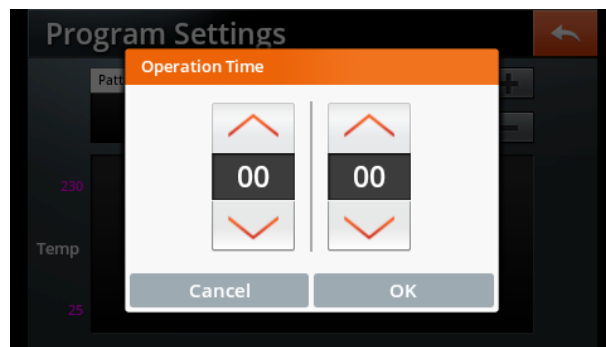 Program Settings
Operation Time
Patt
00 00
230
Temp
25
Cancel OK